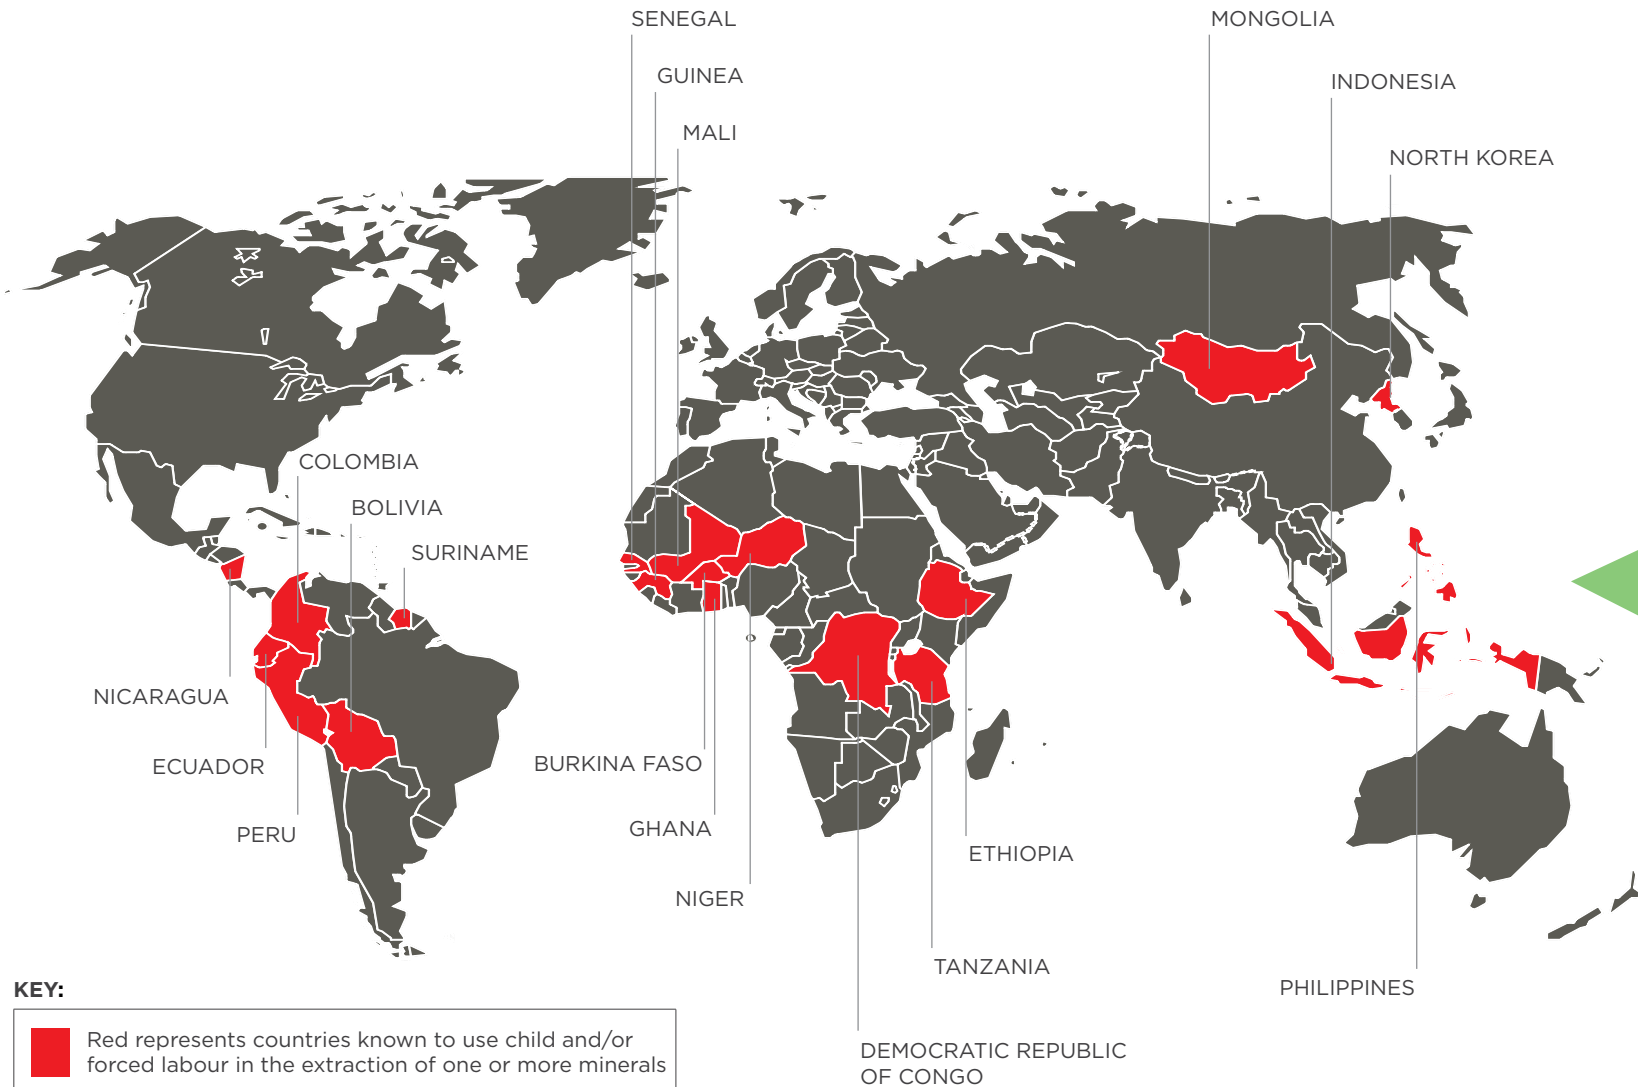 SENEGAL
MONGOLIA
GUINEA
INDONESIA
MALI
NORTH KOREA
COLOMBIA
BOLIVIA
SURINAME
NICARAGUA
ECUADOR
BURKINA FASO
PERU
GHANA
ETHIOPIA
NIGER
TANZANIA
PHILIPPINES
DEMOCRATIC REPUBLIC
OF CONGO
KEY:
Red represents countries known to use child and/or
forced labour in the extraction of one or more minerals